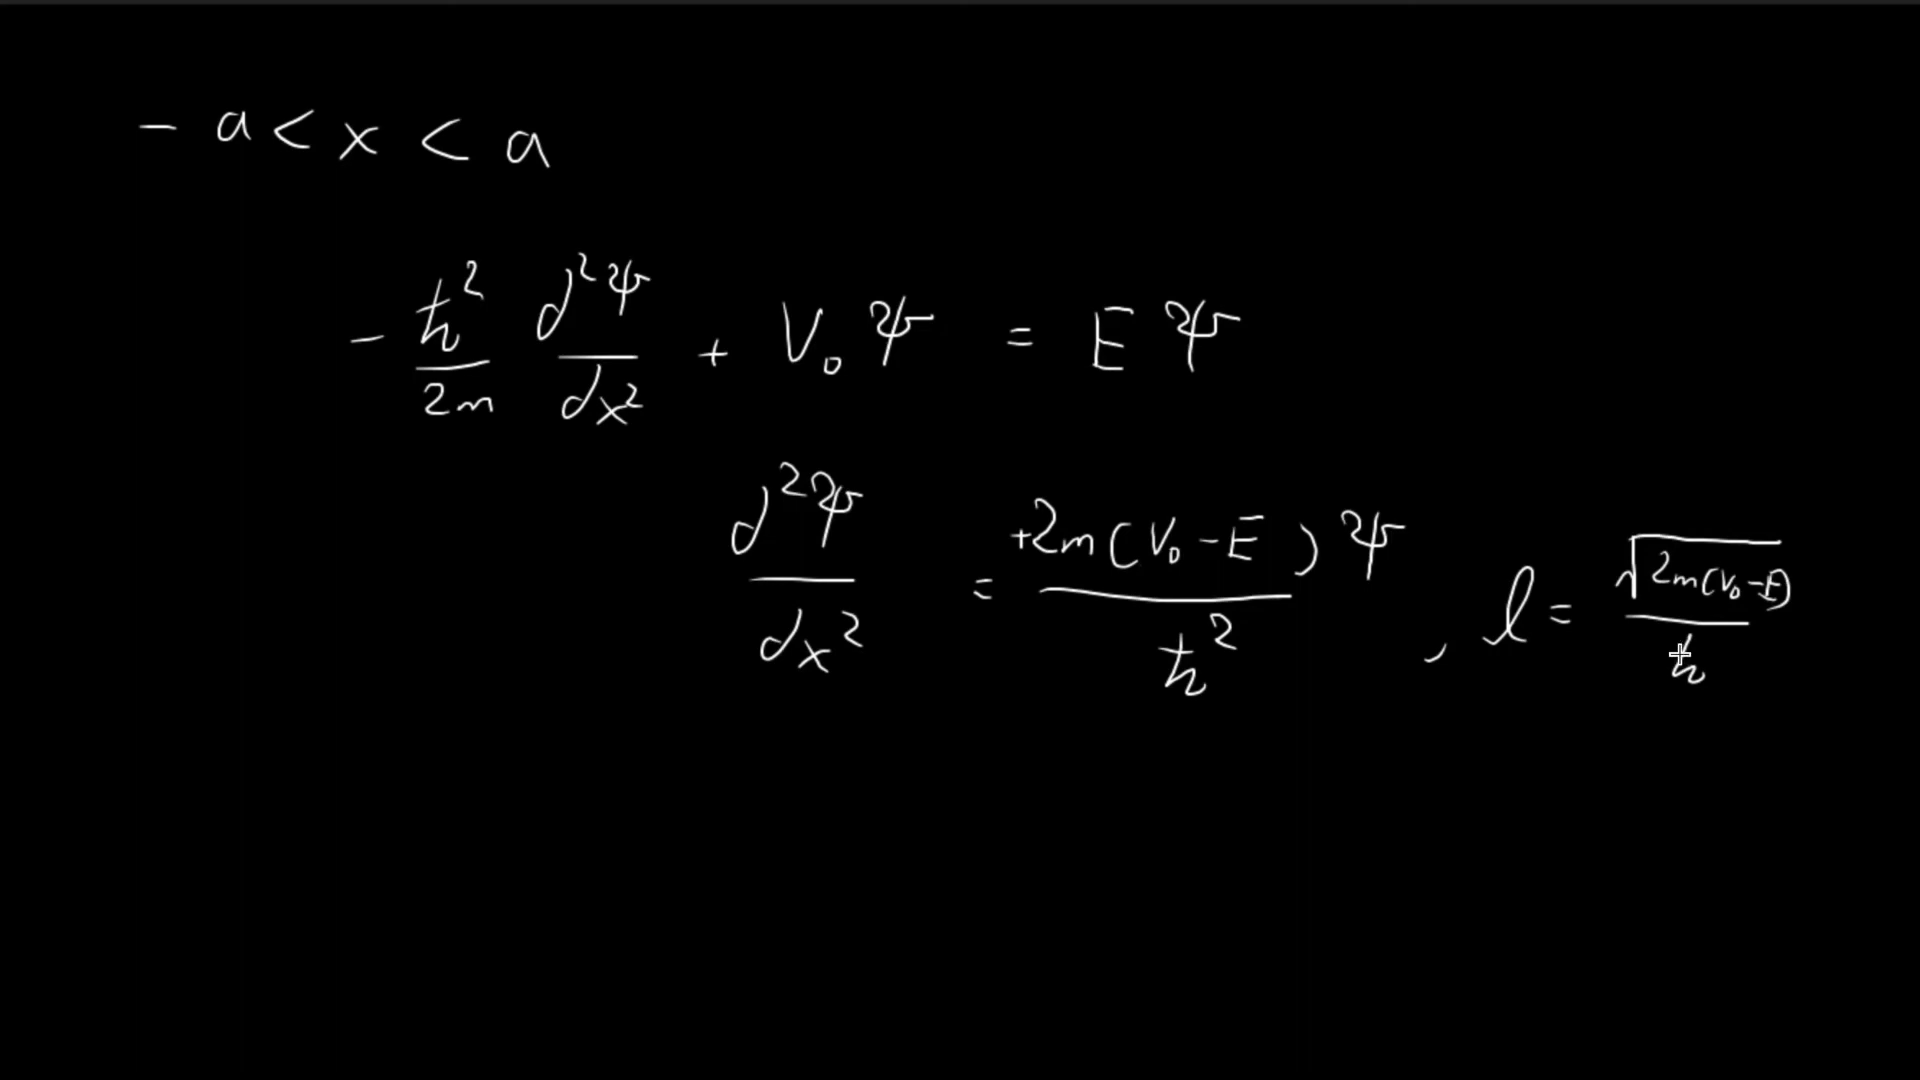 - a < x < a
- ħ²/2m d²ψ/dx² + V₀ψ = Eψ
d²ψ/dx² = +2m(V₀ - E)ψ/ħ² , l = √2m(V₀ - E)/ħ